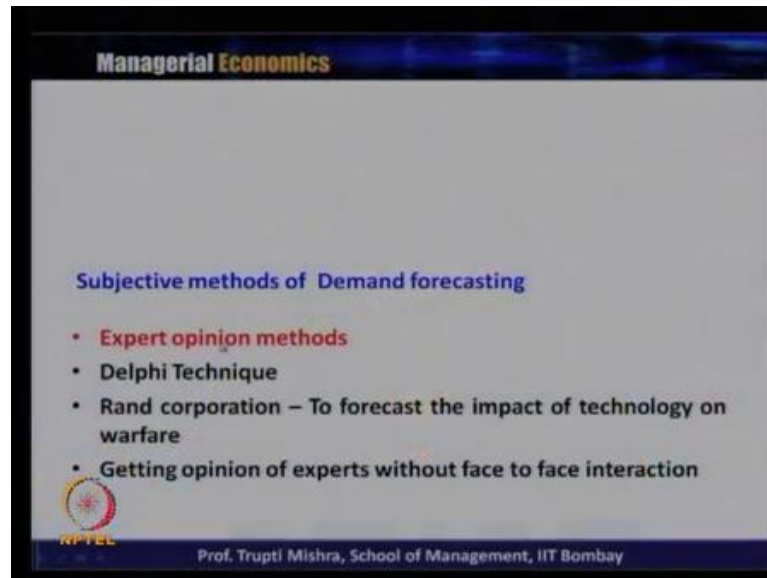 Managerial Economics
Subjective methods of Demand forecasting
• Expert opinion methods
• Delphi Technique
• Rand corporation – To forecast the impact of technology on
warfare
• Getting opinion of experts without face to face interaction
NPTEL
Prof. Trupti Mishra, School of Management, IIT Bombay